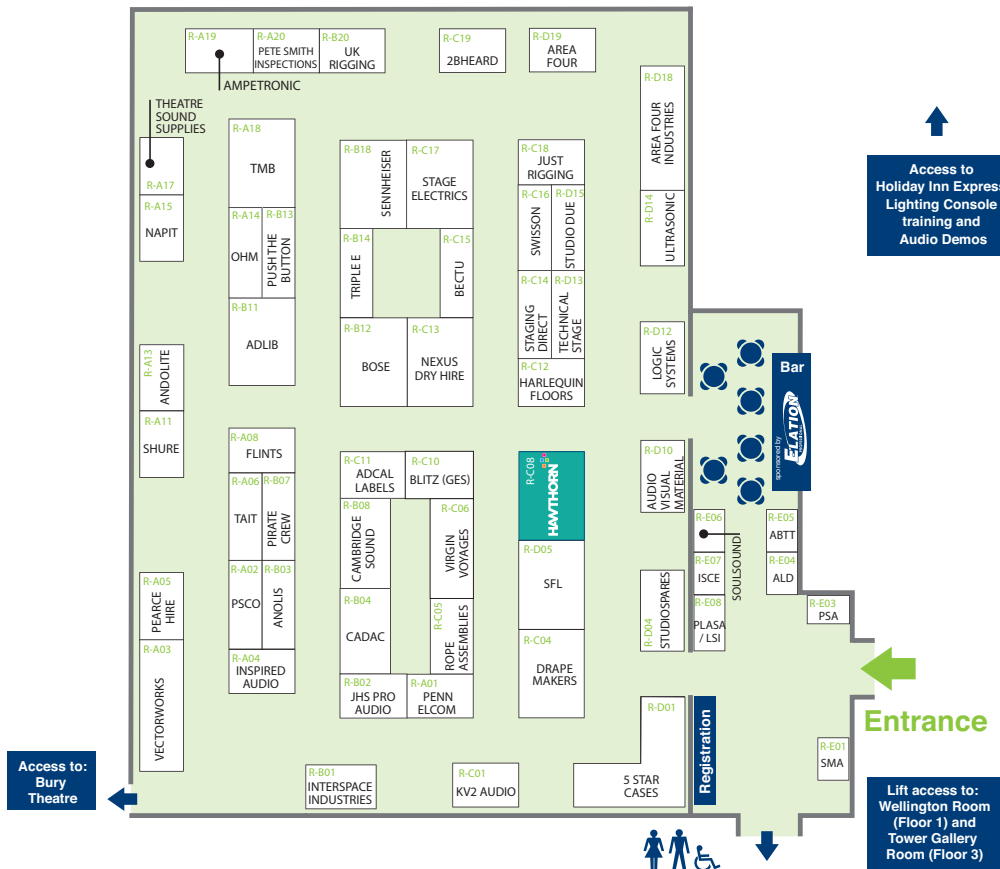 R-A19
R-A20
PETE SMITH
INSPECTIONS
R-B20
UK
RIGGING
AMPETRONIC
R-C19
2BHEARD
R-D19
AREA
FOUR
THEATRE
SOUND
SUPPLIES
R-A17
R-A15
NAPIT
R-A18
TMB
R-A14
OHM
R-B13
PUSH THE
BUTTON
R-B11
ADLIB
R-B18
SENNHEISER
R-C17
STAGE
ELECTRICS
R-B14
TRIPLE E
R-C15
BECTU
R-B12
BOSE
R-C13
NEXUS
DRY HIRE
R-C18
JUST
RIGGING
R-C16
SWISSON
R-D15
STUDIO DUE
R-C14
STAGING
DIRECT
R-D13
TECHNICAL
STAGE
R-C12
HARLEQUIN
FLOORS
R-D18
AREA FOUR
INDUSTRIES
R-D14
ULTRASONIC
R-D12
LOGIC
SYSTEMS
Access to
Holiday Inn Express
Lighting Console
training and
Audio Demos
Bar
sponsored by
ELATION
R-A13
ANDOLITE
R-A11
SHURE
R-A08
FLINTS
R-A06
TAIT
R-B07
PIRATE
CREW
R-A02
PSCO
R-B03
ANOLIS
R-A04
INSPIRED
AUDIO
R-A05
PEARCE
HIRE
R-A03
VECTORWORKS
R-C11
ADCAL
LABELS
R-C10
BLITZ (GES)
R-B08
CAMBRIDGE
SOUND
R-C06
VIRGIN
VOYAGES
R-B04
CADAC
R-C05
ROPE
ASSEMBLIES
R-B02
JHS PRO
AUDIO
R-A01
PENN
ELCOM
R-C08
HAWTHORN
R-D05
SFL
R-C04
DRAPE
MAKERS
R-D10
AUDIO
VISUAL
MATERIAL
R-D04
STUDIOSPARES
R-E06
SOULSOUND
R-E07
ISCE
R-E08
PLASA
/ LSI
R-E05
ABTT
R-E04
ALD
R-E03
PSA
Entrance
R-E01
SMA
R-D01
5 STAR
CASES
Registration
R-B01
INTERSPACE
INDUSTRIES
R-C01
KV2 AUDIO
Access to:
Bury
Theatre
Lift access to:
Wellington Room
(Floor 1) and
Tower Gallery
Room (Floor 3)